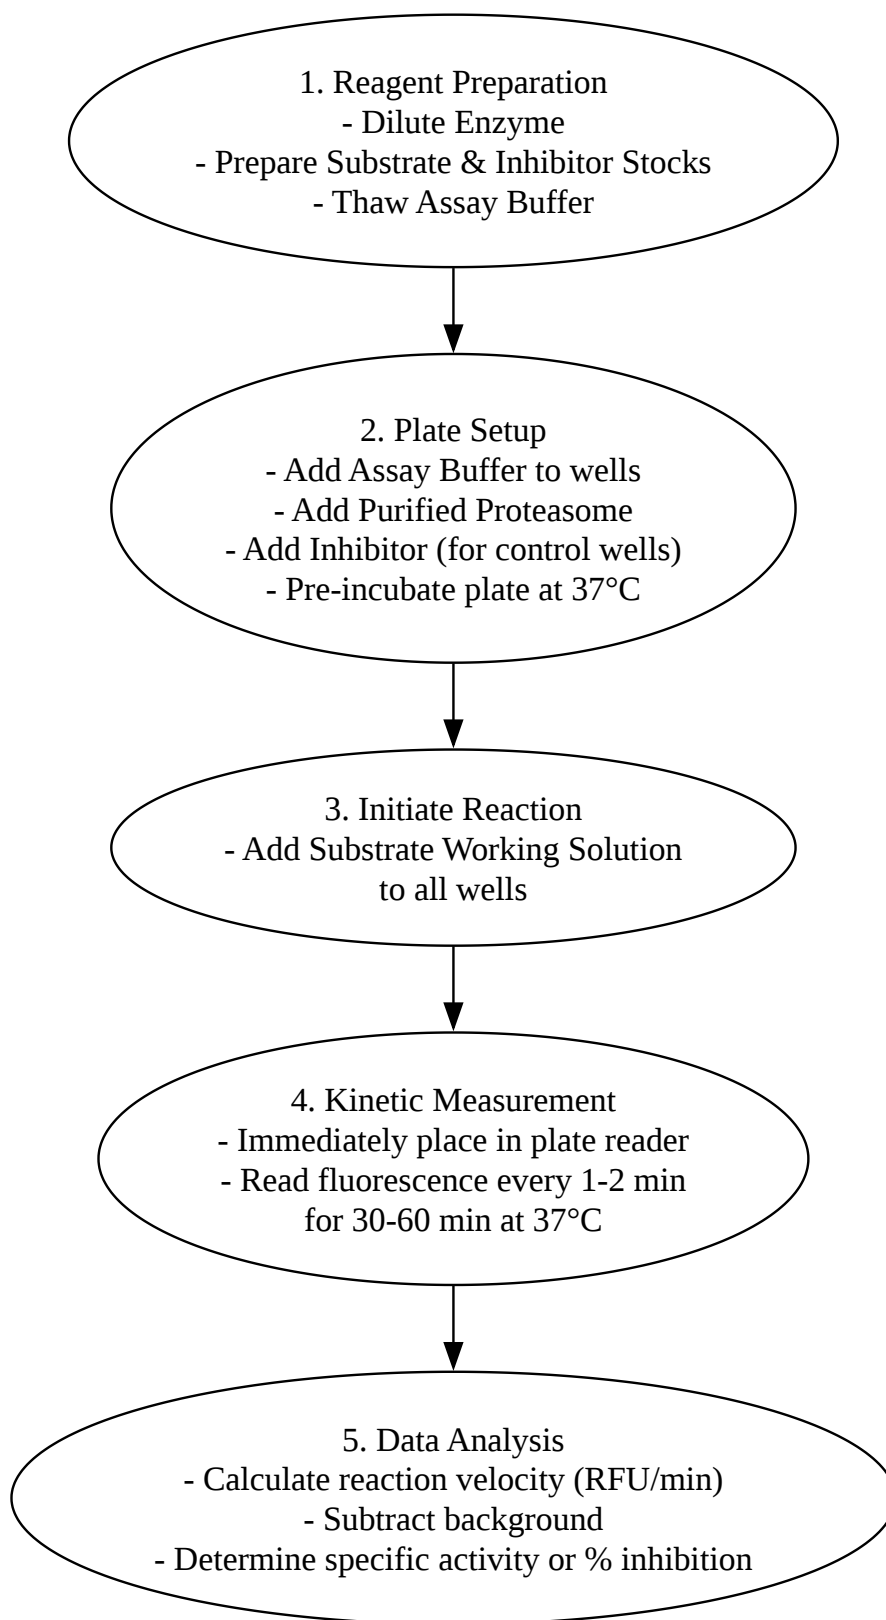 1. Reagent Preparation
- Dilute Enzyme
- Prepare Substrate & Inhibitor Stocks
- Thaw Assay Buffer
2. Plate Setup
- Add Assay Buffer to wells
- Add Purified Proteasome
- Add Inhibitor (for control wells)
- Pre-incubate plate at 37°C
3. Initiate Reaction
- Add Substrate Working Solution
to all wells
4. Kinetic Measurement
- Immediately place in plate reader
- Read fluorescence every 1-2 min
for 30-60 min at 37°C
5. Data Analysis
- Calculate reaction velocity (RFU/min)
- Subtract background
- Determine specific activity or % inhibition